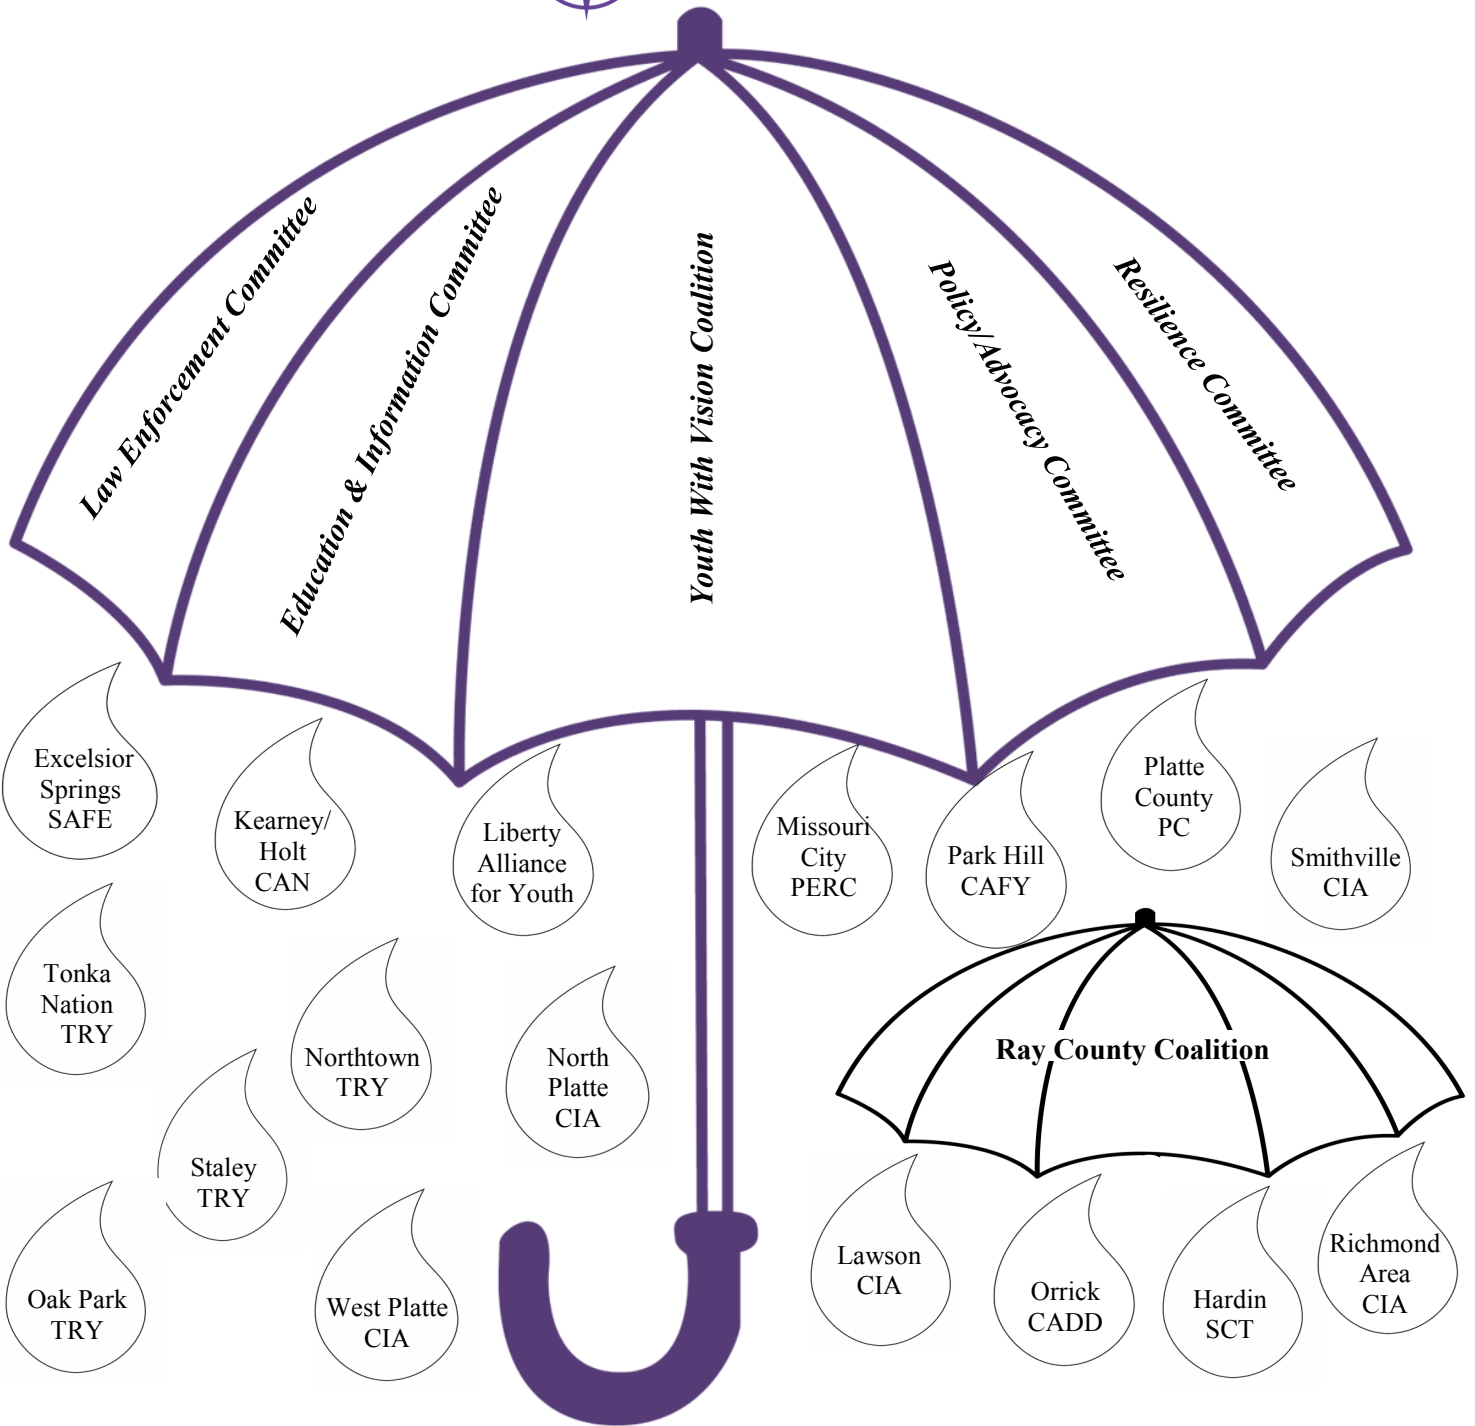 Law Enforcement Committee
Education & Information Committee
Youth With Vision Coalition
Policy/Advocacy Committee
Resilience Committee
Excelsior
Springs
SAFE
Kearney/
Holt
CAN
Liberty
Alliance
for Youth
Missouri
City
PERC
Park Hill
CAFY
Platte
County
PC
Smithville
CIA
Tonka
Nation
TRY
Northtown
TRY
North
Platte
CIA
Ray County Coalition
Staley
TRY
Oak Park
TRY
West Platte
CIA
Lawson
CIA
Orrick
CADD
Hardin
SCT
Richmond
Area
CIA